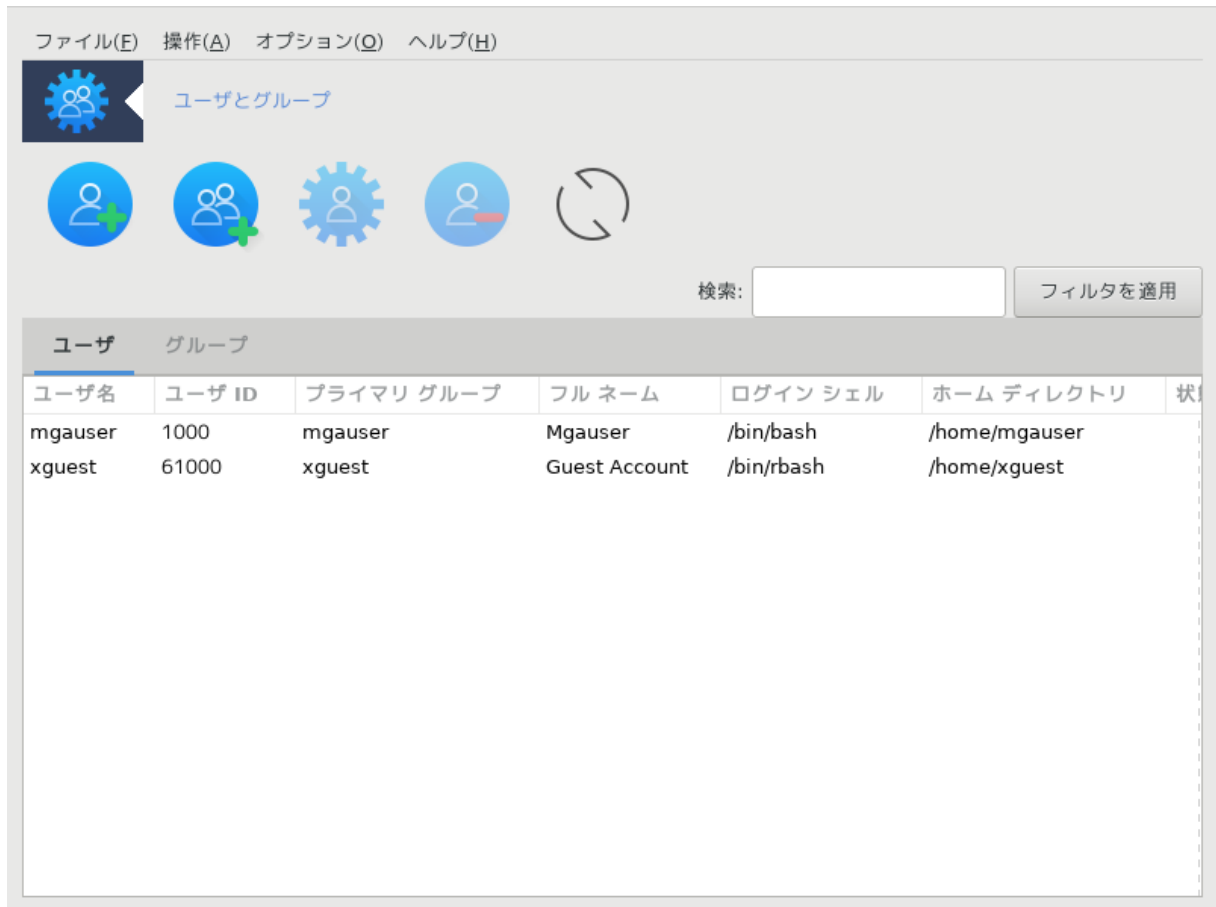 ファイル(F) 操作(A) オプション(O) ヘルプ(H)
ユーザとグループ
検索: フィルタを適用
ユーザ グループ
ユーザ名 ユーザ ID プライマリ グループ フル ネーム ログイン シェル ホーム ディレクトリ
mgauser 1000 mgauser Mgauser /bin/bash /home/mgauser
xguest 61000 xguest Guest Account /bin/rbash /home/xguest